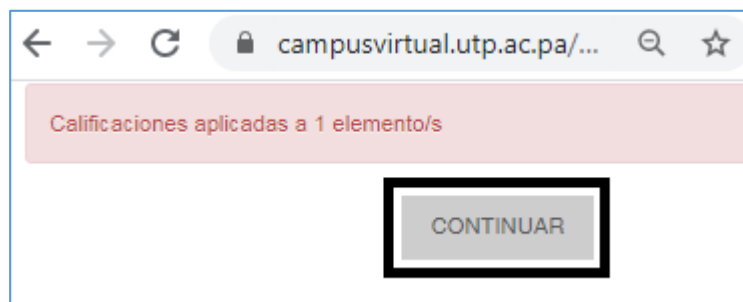 campusvirtual.utp.ac.pa/...
Calificaciones aplicadas a 1 elemento/s
CONTINUAR